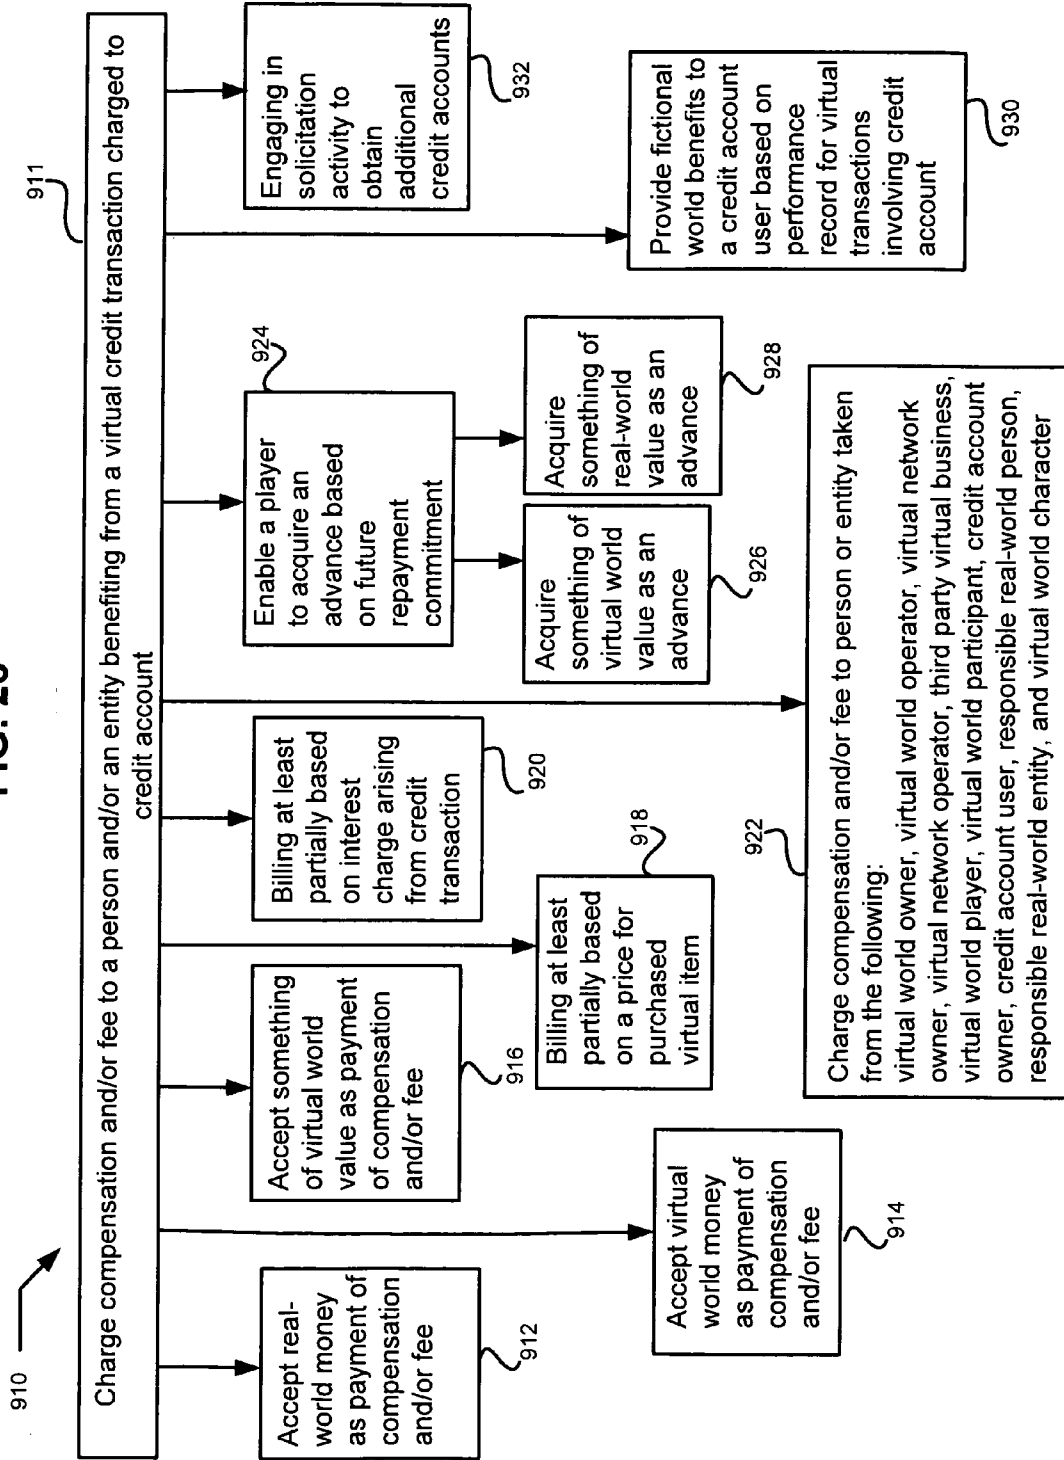 910
911
Charge compensation and/or fee to a person and/or an entity benefiting from a virtual credit transaction charged to
credit account
Accept real-
world money
as payment of
compensation
and/or fee
912
Accept virtual
world money
as payment of
compensation
and/or fee
914
Accept something
of virtual world
value as payment
of compensation
and/or fee
916
Billing at least
partially based
on a price for
purchased
virtual item
918
Billing at least
partially based
on interest
charge arising
from credit
transaction
920
922
Charge compensation and/or fee to person or entity taken
from the following:
virtual world owner, virtual world operator, virtual network
owner, virtual network operator, third party virtual business,
virtual world player, virtual world participant, credit account
owner, credit account user, responsible real-world person,
responsible real-world entity, and virtual world character
924
Enable a player
to acquire an
advance based
on future
repayment
commitment
Acquire
something of
virtual world
value as an
advance
926
Acquire
something of
real-world
value as an
advance
928
Provide fictional
world benefits to
a credit account
user based on
performance
record for virtual
transactions
involving credit
account
930
Engaging in
solicitation
activity to
obtain
additional
credit accounts
932